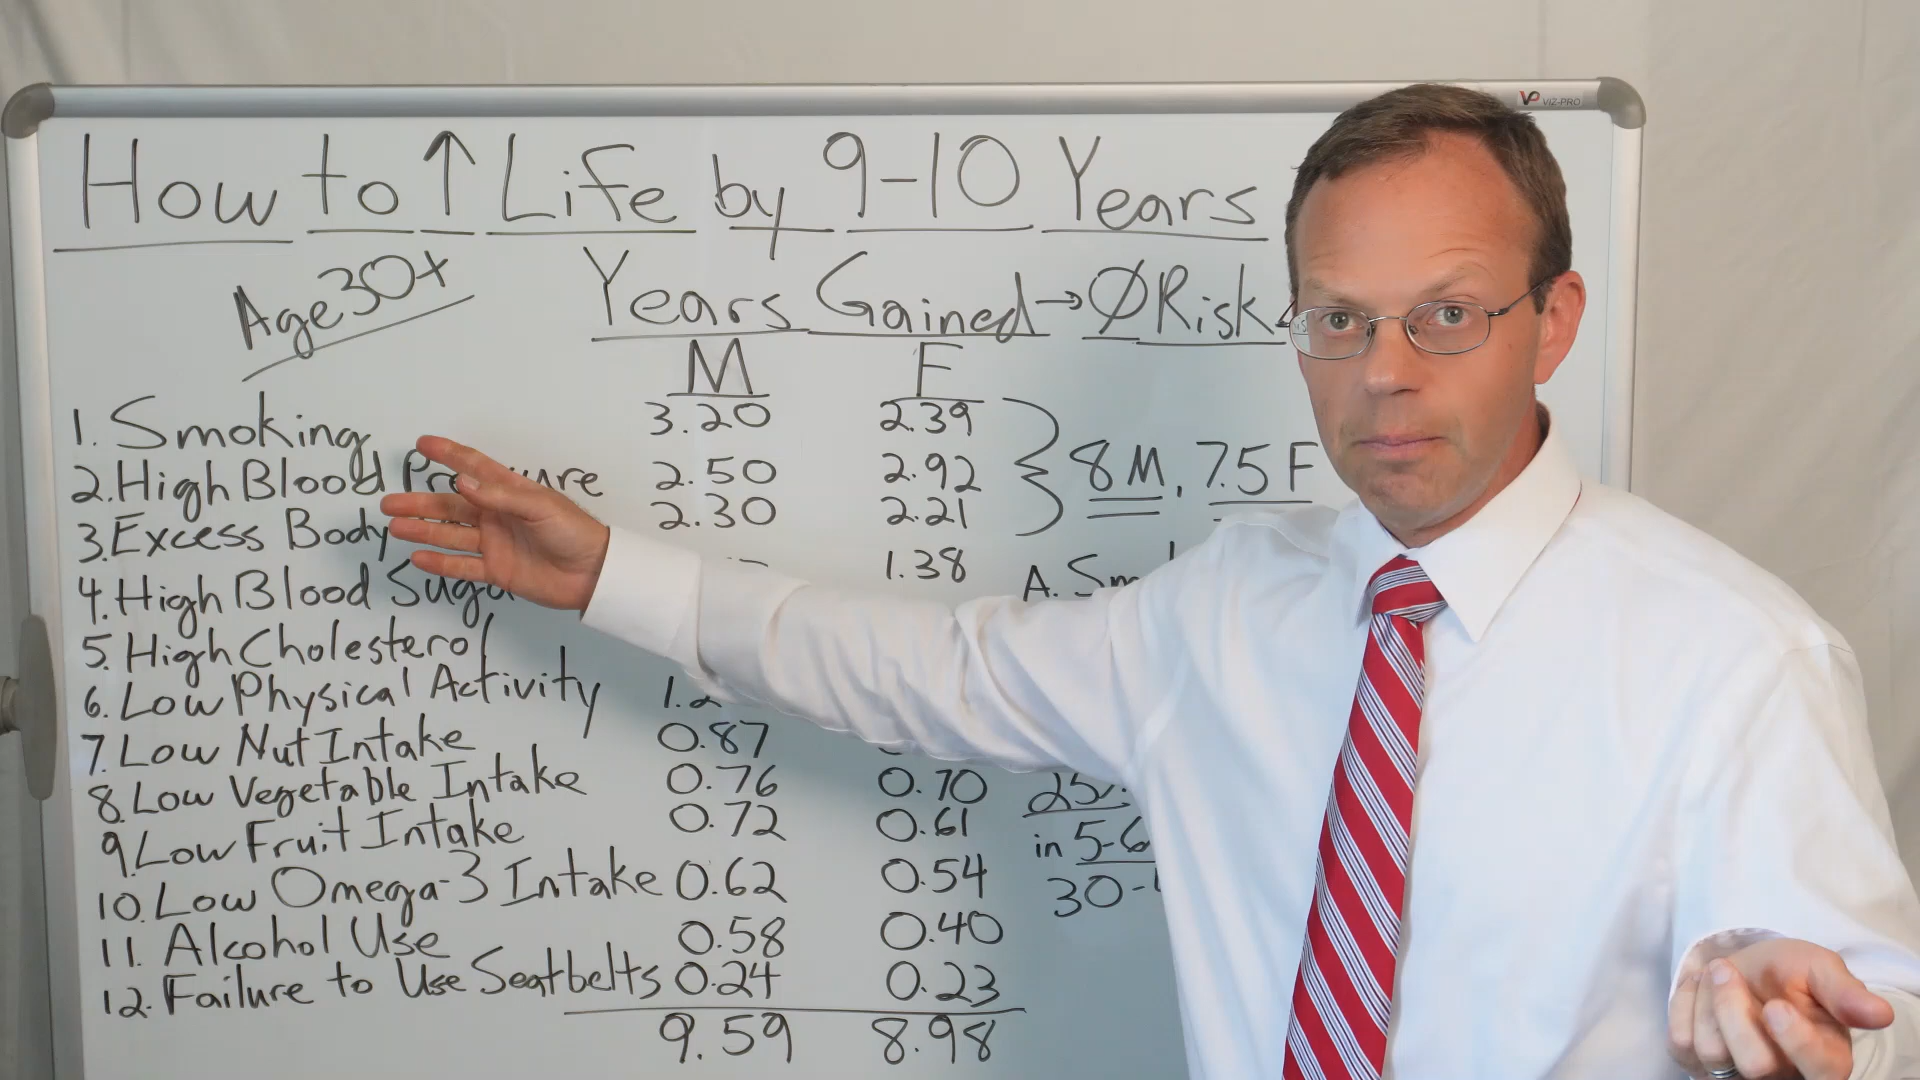 VIZ-PRO
How to ↑ Life by 9-10 Years
Age 30+
Years Gained → Ø Risk
M F
1. Smoking 3.20 2.39
2. High Blood 2.50 2.92
3. Excess Body 2.30 2.21
8 M, 7.5 F
4. High Blood 1.38
A.
5. High Cholesterol
6. Low Physical Activity
7. Low Nut Intake 0.87
8. Low Vegetable Intake 0.76 0.70
9. Low Fruit Intake 0.72 0.61
in 5-6
10. Low Omega-3 Intake 0.62 0.54
11. Alcohol Use 0.58 0.40
12. Failure to Use Seatbelts 0.24 0.23
9.59 8.98